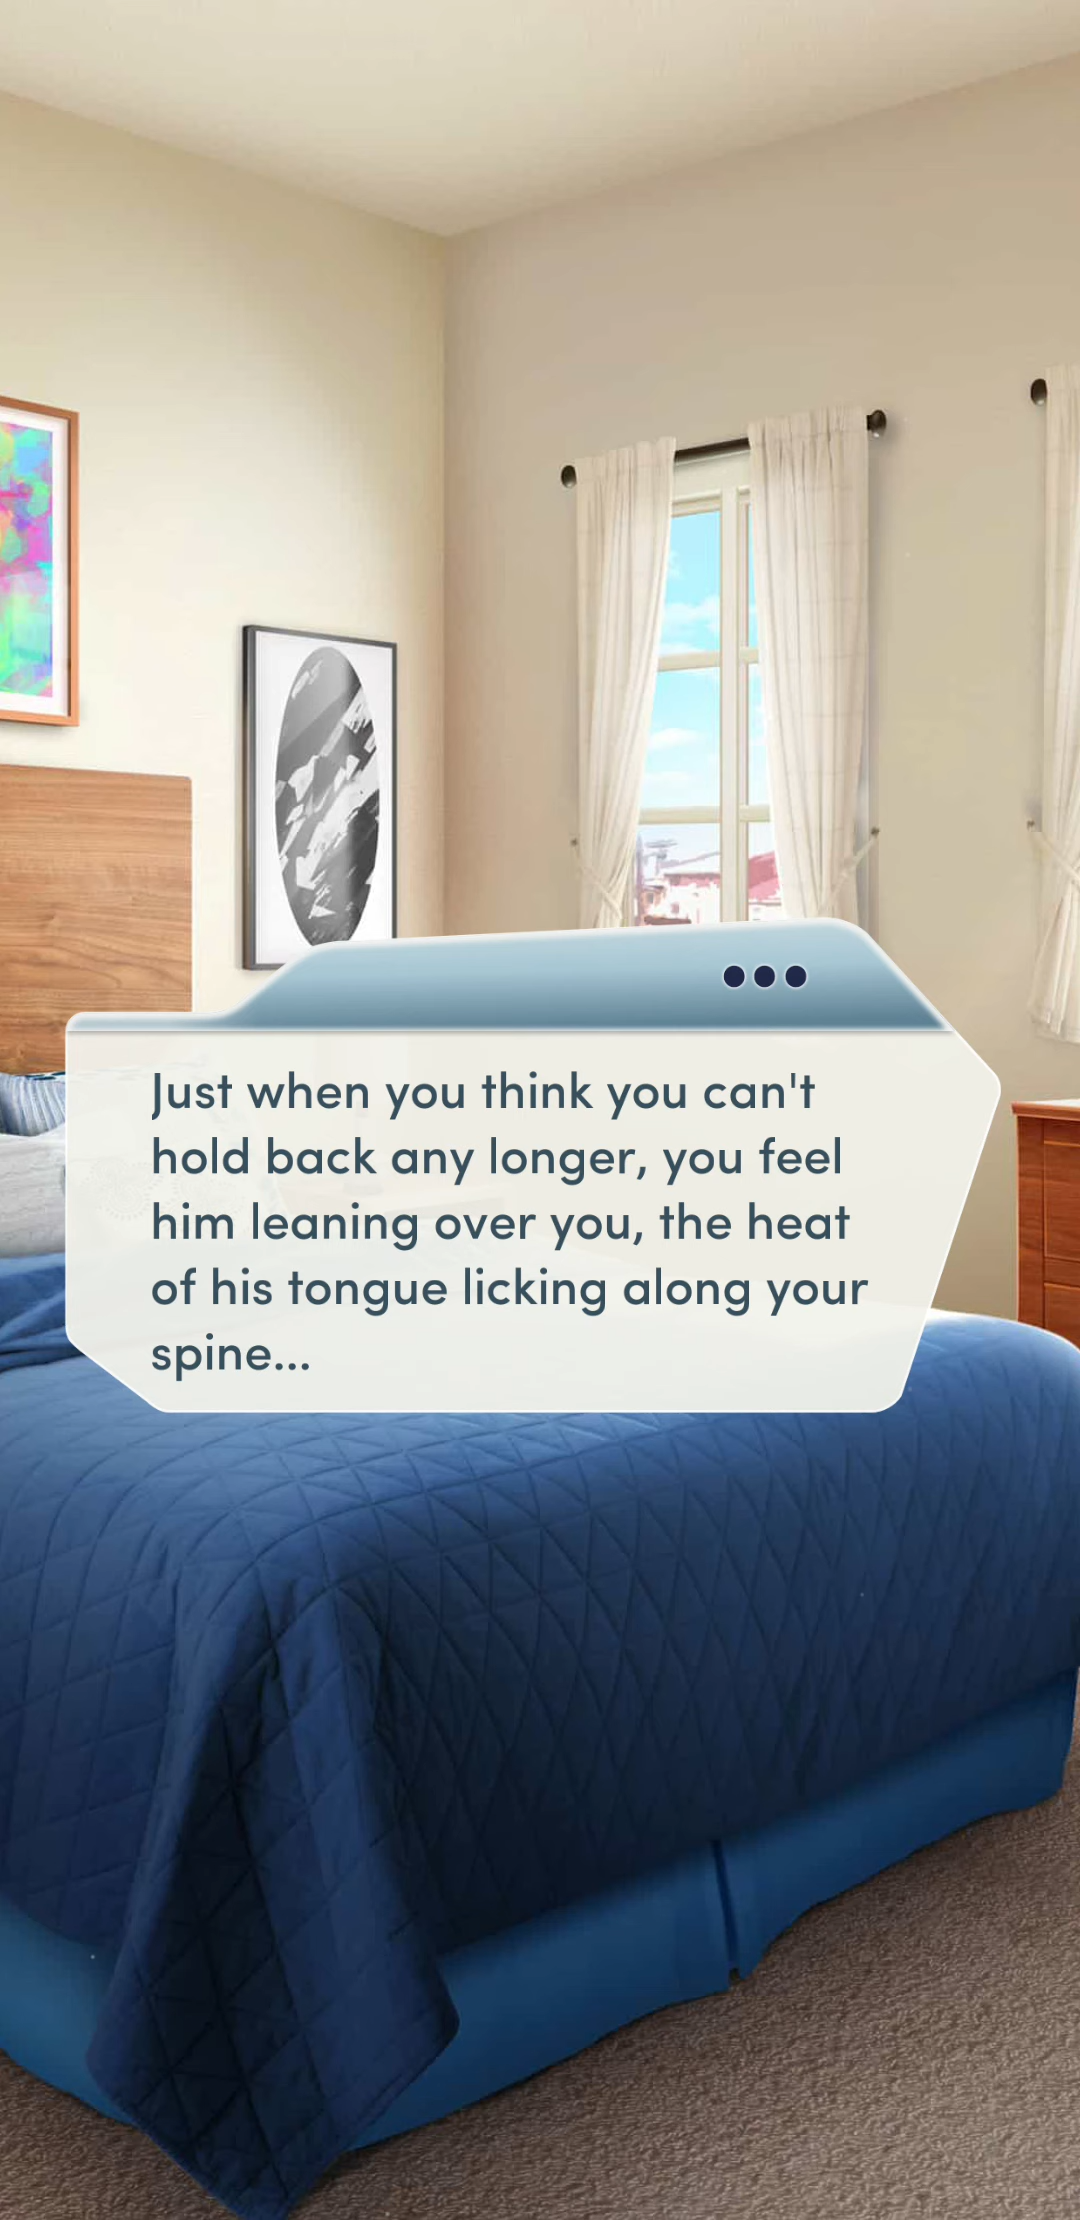 Just when you think you can't
hold back any longer, you feel
him leaning over you, the heat
of his tongue licking along your
spine...